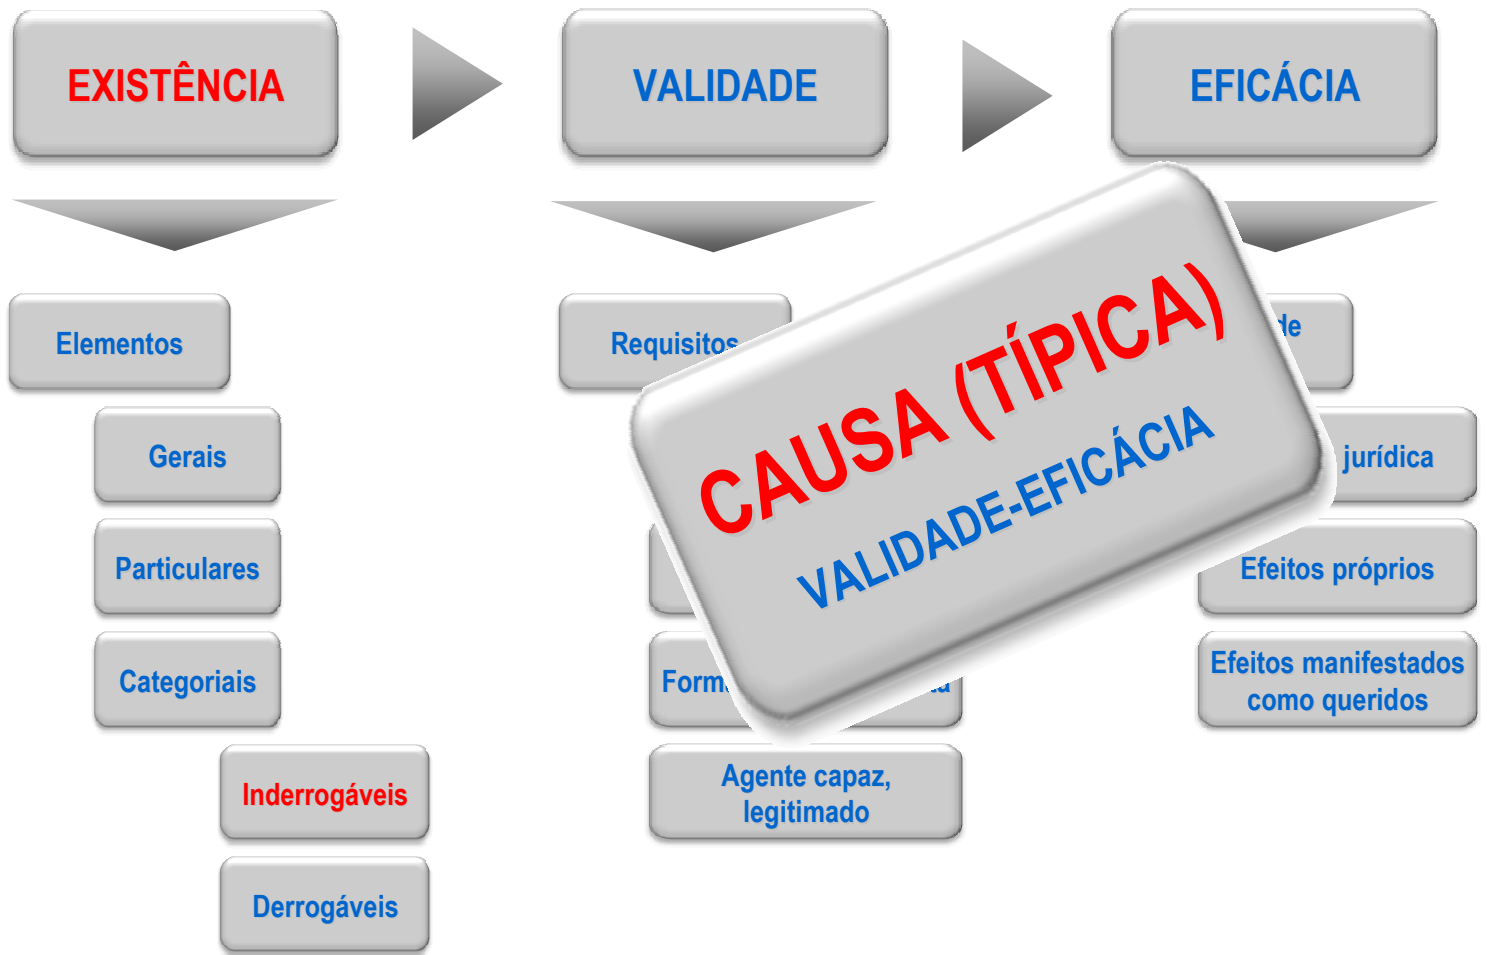 EXISTÊNCIA
VALIDADE
EFICÁCIA
Elementos
Gerais
Particulares
Categoriais
Inderrogáveis
Derrogáveis
Requisitos
Agente capaz,
legitimado
CAUSA (TÍPICA)
VALIDADE-EFICÁCIA
de
jurídica
Efeitos próprios
Efeitos manifestados
como queridos